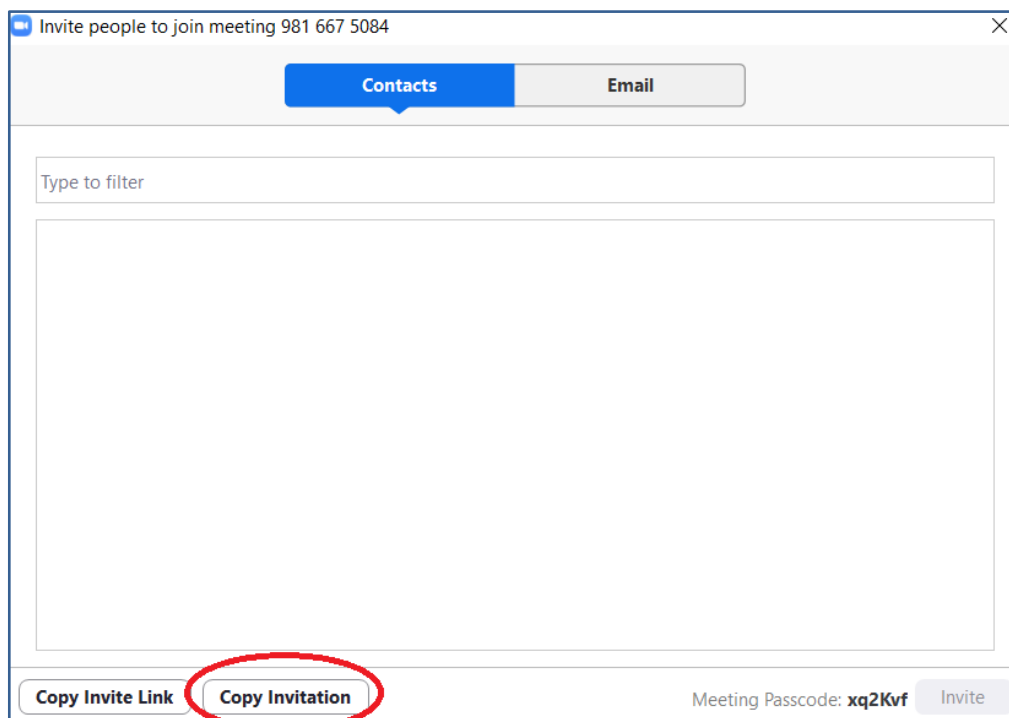 Invite people to join meeting 981 667 5084
Contacts Email
Type to filter
Copy Invite Link Copy Invitation Meeting Passcode: xq2Kvf Invite